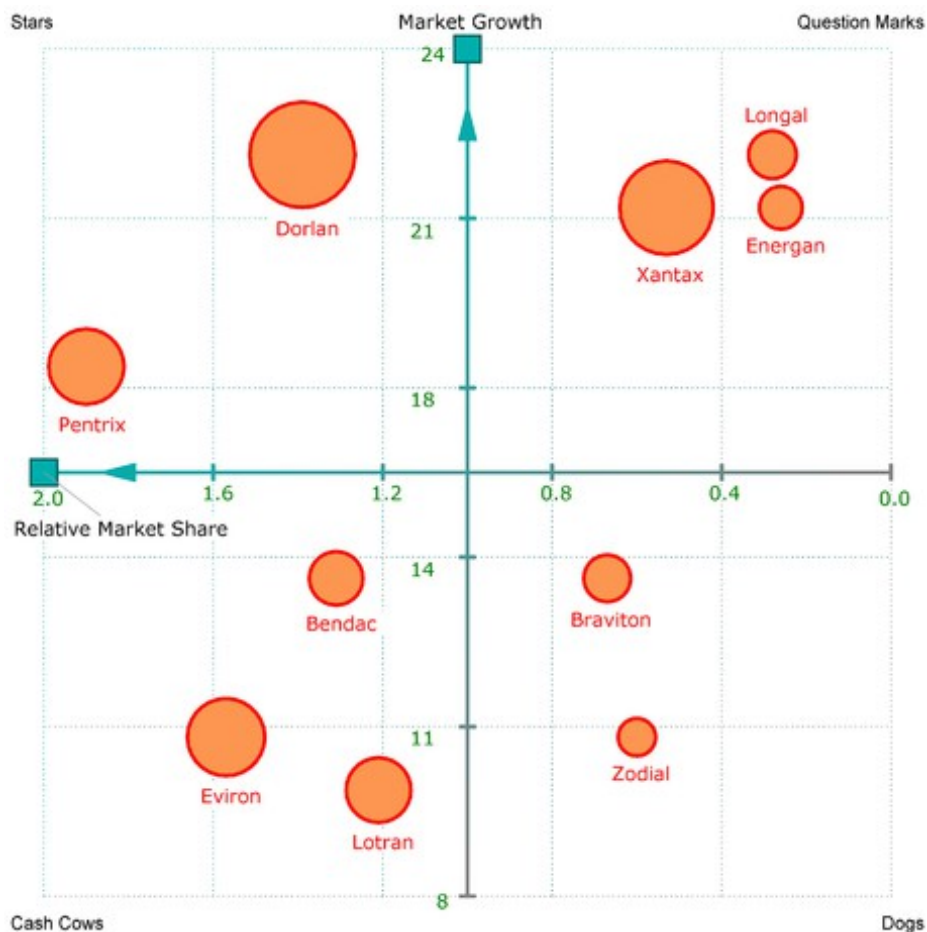 Stars
Market Growth
Question Marks
24
Longal
Dorlan
21
Energan
Xantax
18
Pentrix
2.0
1.6
1.2
0.8
0.4
0.0
Relative Market Share
14
Bendac
Braviton
11
Zodial
Eviron
Lotran
8
Cash Cows
Dogs